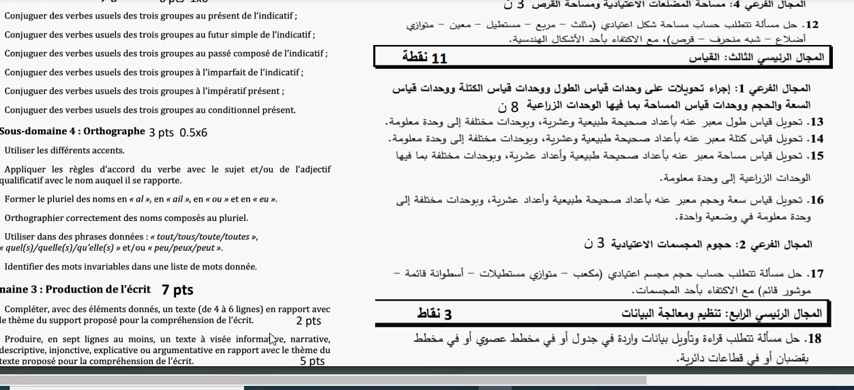 Conjuguer des verbes usuels des trois groupes au présent de l'indicatif ;
Conjuguer des verbes usuels des trois groupes au futur simple de l'indicatif ;
Conjuguer des verbes usuels des trois groupes au passé composé de l'indicatif ;
Conjuguer des verbes usuels des trois groupes à l'imparfait de l'indicatif ;
Conjuguer des verbes usuels des trois groupes à l'impératif présent ;
Conjuguer des verbes usuels des trois groupes au conditionnel présent.
Sous-domaine 4 : Orthographe 3 pts 0.5x6
Utiliser les différents accents.
Appliquer les règles d'accord du verbe avec le sujet et/ou de l'adjectif
qualificatif avec le nom auquel il se rapporte.
Former le pluriel des noms en « al », en « ail », en « ou » et en « eu ».
Orthographier correctement des noms composés au pluriel.
Utiliser dans des phrases données : « tout/tous/toute/toutes »,
« quel(s)/quelle(s)/qu'elle(s) » et/ou « peu/peux/peut ».
Identifier des mots invariables dans une liste de mots donnée.
naine 3 : Production de l'écrit 7 pts
Compléter, avec des éléments donnés, un texte (de 4 à 6 lignes) en rapport avec
le thème du support proposé pour la compréhension de l'écrit. 2 pts
Produire, en sept lignes au moins, un texte à visée informative, narrative,
descriptive, injonctive, explicative ou argumentative en rapport avec le thème du
texte proposé pour la compréhension de l'écrit. 5 pts
المجال الفرعي 4: مساحة المضلعات الاعتيادية ومساحة القرص 3 ن
12. حل مسألة تتطلب حساب مساحة شكل اعتيادي (مثلث – مربع – مستطيل – معين – متوازي
أضلاع – شبه منحرف – قرص)، مع الاكتفاء بأحد الأشكال الهندسية.
المجال الرئيسي الثالث: القياس 11 نقطة
المجال الفرعي 1: إجراء تحويلات على وحدات قياس الطول ووحدات قياس الكتلة ووحدات قياس
السعة والحجم ووحدات قياس المساحة بما فيها الوحدات الزراعية 8 ن
13. تحويل قياس طول معبر عنه بأعداد صحيحة طبيعية وعشرية، وبوحدات مختلفة إلى وحدة معلومة.
14. تحويل قياس كتلة معبر عنه بأعداد صحيحة طبيعية وعشرية، وبوحدات مختلفة إلى وحدة معلومة.
15. تحويل قياس مساحة معبر عنه بأعداد صحيحة طبيعية وأعداد عشرية، وبوحدات مختلفة بما فيها
الوحدات الزراعية إلى وحدة معلومة.
16. تحويل قياس سعة وحجم معبر عنه بأعداد صحيحة طبيعية وأعداد عشرية، وبوحدات مختلفة إلى
وحدة معلومة في وضعية واحدة.
المجال الفرعي 2: حجوم المجسمات الاعتيادية 3 ن
17. حل مسألة تتطلب حساب حجم مجسم اعتيادي (مكعب – متوازي مستطيلات – أسطوانة قائمة –
موشور قائم) مع الاكتفاء بأحد المجسمات.
المجال الرئيسي الرابع: تنظيم ومعالجة البيانات 3 نقاط
18. حل مسألة تتطلب قراءة وتأويل بيانات واردة في جدول أو في مخطط عصوي أو في مخطط
بقضبان أو في قطاعات دائرية.